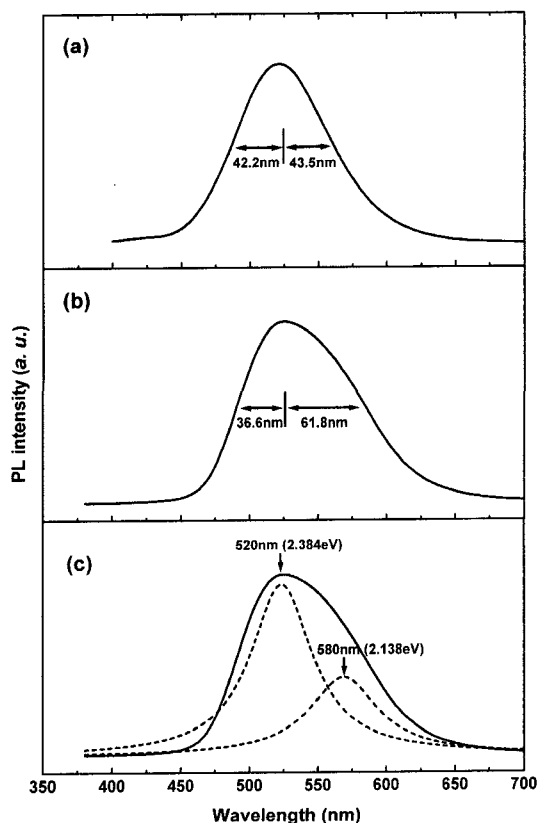 (a)
42.2nm 43.5nm
(b)
36.6nm 61.8nm
(c)
520nm (2.384eV)
580nm (2.138eV)
PL intensity (a. u.)
350 400 450 500 550 600 650 700
Wavelength (nm)